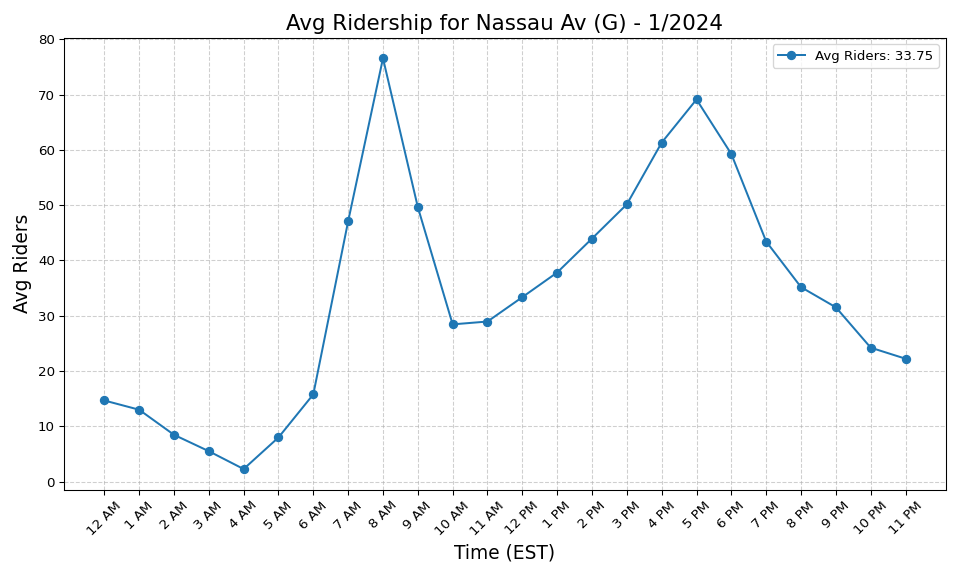 Avg Ridership for Nassau Av (G) - 1/2024
Avg Riders: 33.75
Avg Riders
80
70
60
50
40
30
20
10
0
12 AM
1 AM
2 AM
3 AM
4 AM
5 AM
6 AM
7 AM
8 AM
9 AM
10 AM
11 AM
12 PM
1 PM
2 PM
3 PM
4 PM
5 PM
6 PM
7 PM
8 PM
9 PM
10 PM
11 PM
Time (EST)